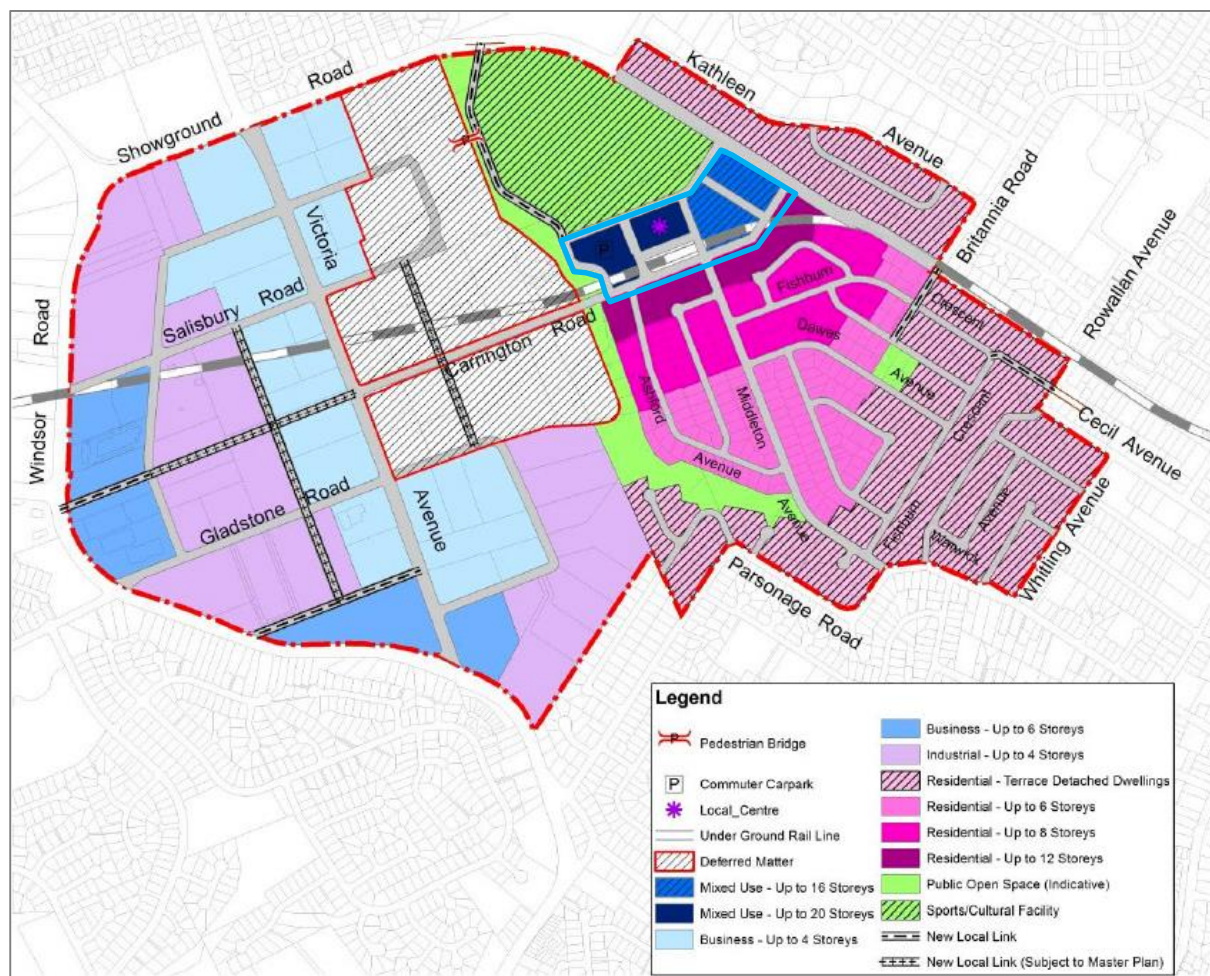 Kathleen
Avenue
Showground
Road
Britannia Road
Rowallan Avenue
Victoria
Avenue
Salisbury
Road
Windsor
Road
Carrington
Road
Gladstone
Road
P
P
Fishburn
Crescent
Dawes
Avenue
Ashford
Avenue
Middleton
Avenue
Fishburn
Crescent
Cecil Avenue
Warwick
Avenue
Whitling Avenue
Parsonage Road
Legend
P
Pedestrian Bridge
P
Commuter Carpark
Local_Centre
Under Ground Rail Line
Deferred Matter
Mixed Use - Up to 16 Storeys
Mixed Use - Up to 20 Storeys
Business - Up to 4 Storeys
Business - Up to 6 Storeys
Industrial - Up to 4 Storeys
Residential - Terrace Detached Dwellings
Residential - Up to 6 Storeys
Residential - Up to 8 Storeys
Residential - Up to 12 Storeys
Public Open Space (Indicative)
Sports/Cultural Facility
New Local Link
New Local Link (Subject to Master Plan)